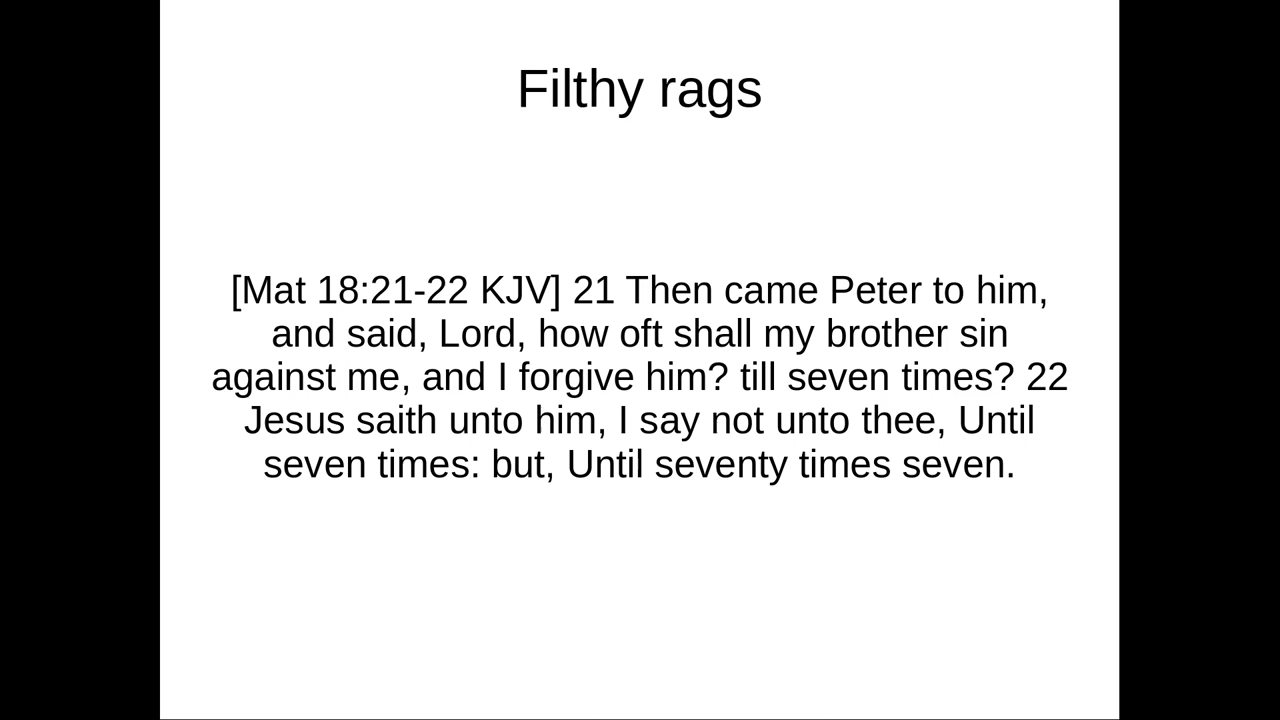 Filthy rags
[Mat 18:21-22 KJV] 21 Then came Peter to him,
and said, Lord, how oft shall my brother sin
against me, and I forgive him? till seven times? 22
Jesus saith unto him, I say not unto thee, Until
seven times: but, Until seventy times seven.